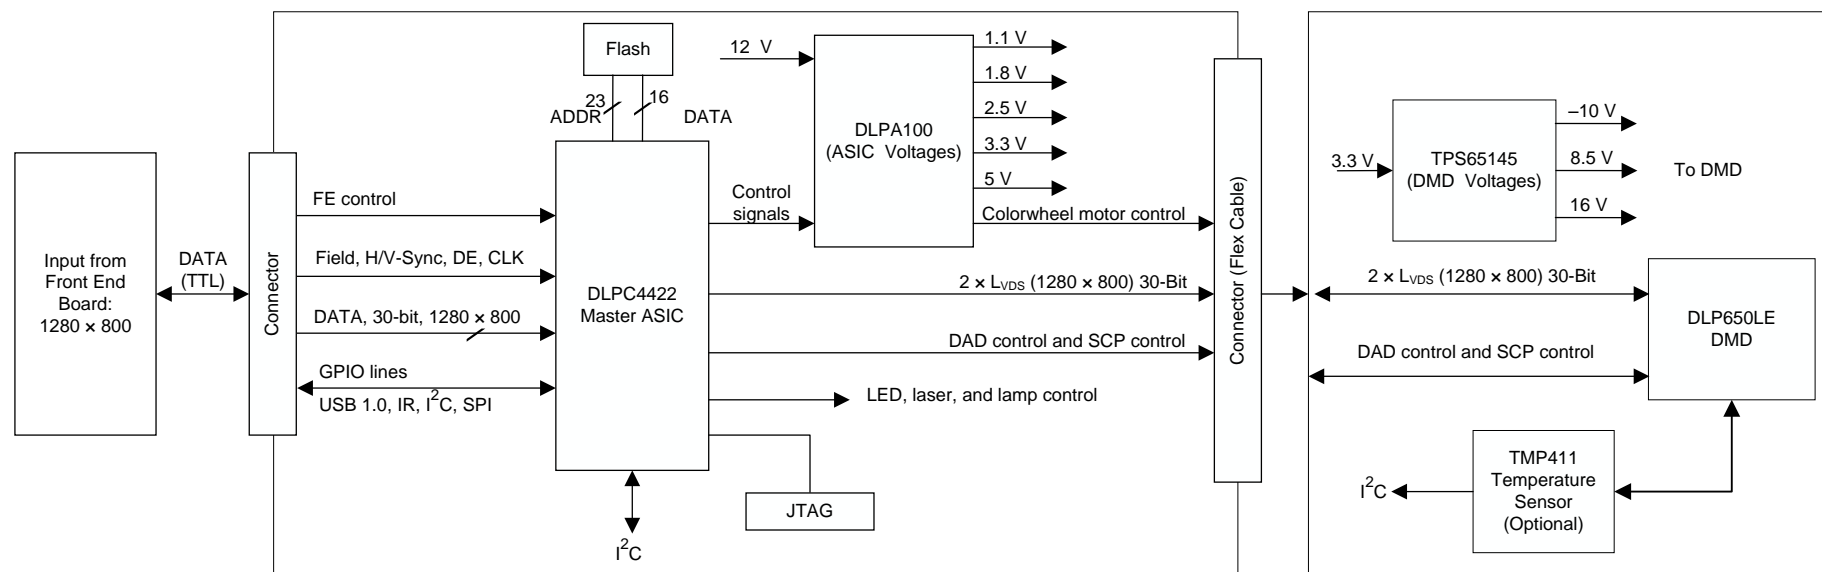 Flash
23
16
ADDR
DATA
12 V
DLPA100
(ASIC Voltages)
1.1 V
1.8 V
2.5 V
3.3 V
5 V
Colorwheel motor control
Input from
Front End
Board:
1280 × 800
DATA
(TTL)
Connector
FE control
Field, H/V-Sync, DE, CLK
DATA, 30-bit, 1280 × 800
GPIO lines
USB 1.0, IR, I²C, SPI
DLPC4422
Master ASIC
Control
signals
2 × LVDS (1280 × 800) 30-Bit
DAD control and SCP control
LED, laser, and lamp control
JTAG
I²C
Connector (Flex Cable)
3.3 V
TPS65145
(DMD Voltages)
–10 V
8.5 V
16 V
To DMD
2 × LVDS (1280 × 800) 30-Bit
DAD control and SCP control
DLP650LE
DMD
I²C
TMP411
Temperature
Sensor
(Optional)